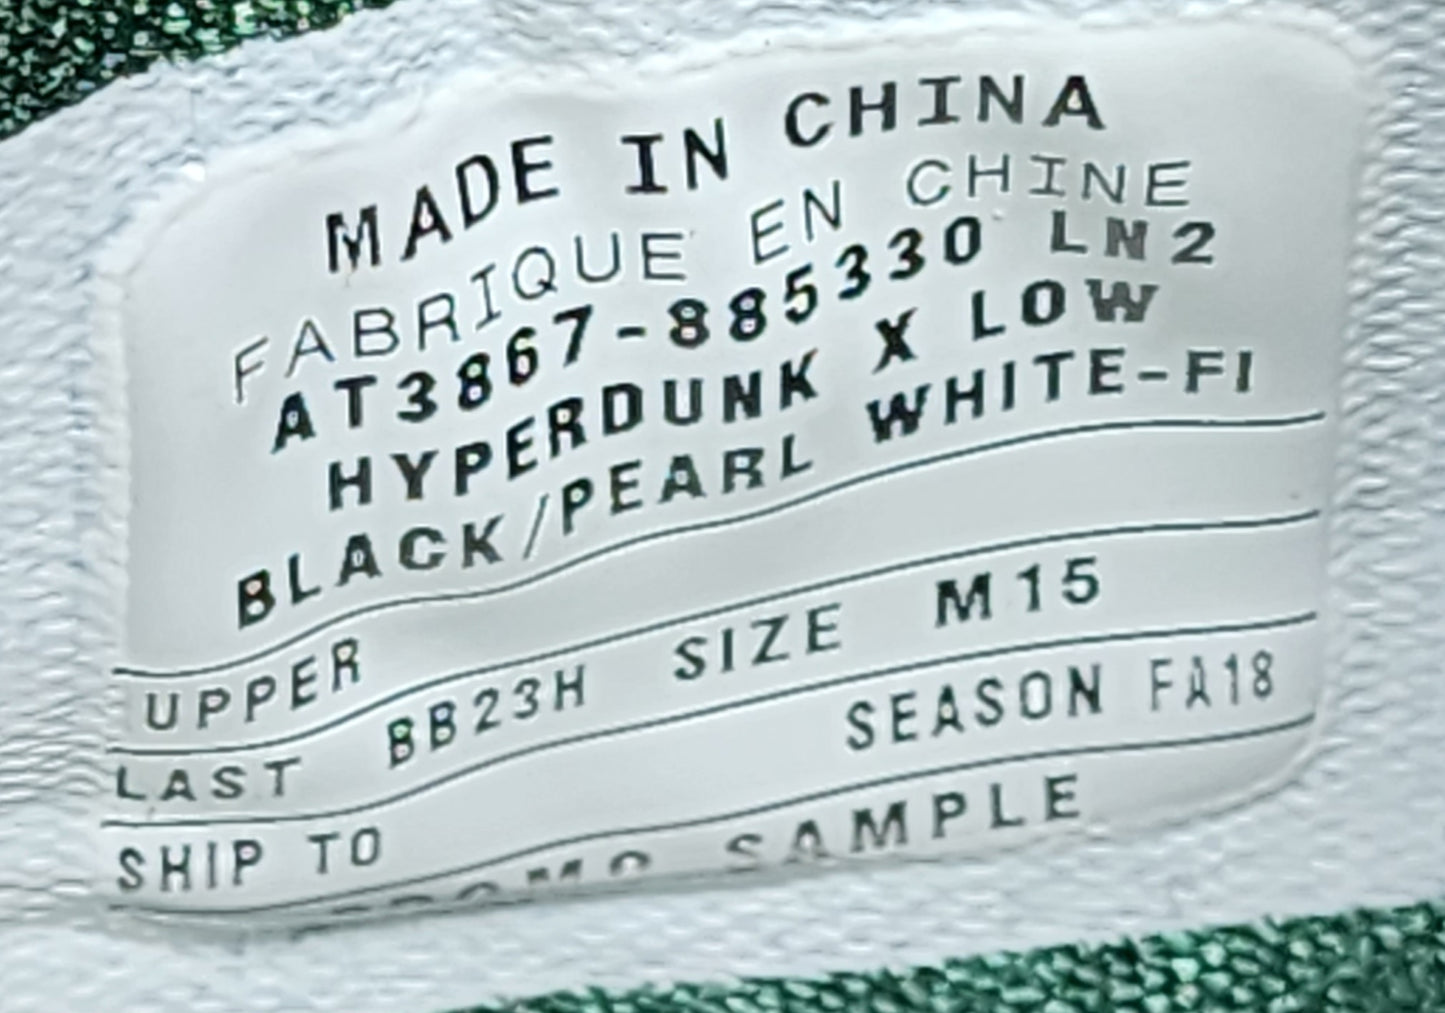 MADE IN CHINA
FABRIQUE EN CHINE
AT3867-885330 LN2
HYPERDUNK X LOW
BLACK/PEARL WHITE-FI
UPPER
LAST BB23H SIZE M15
SHIP TO SEASON FA18
SAMPLE